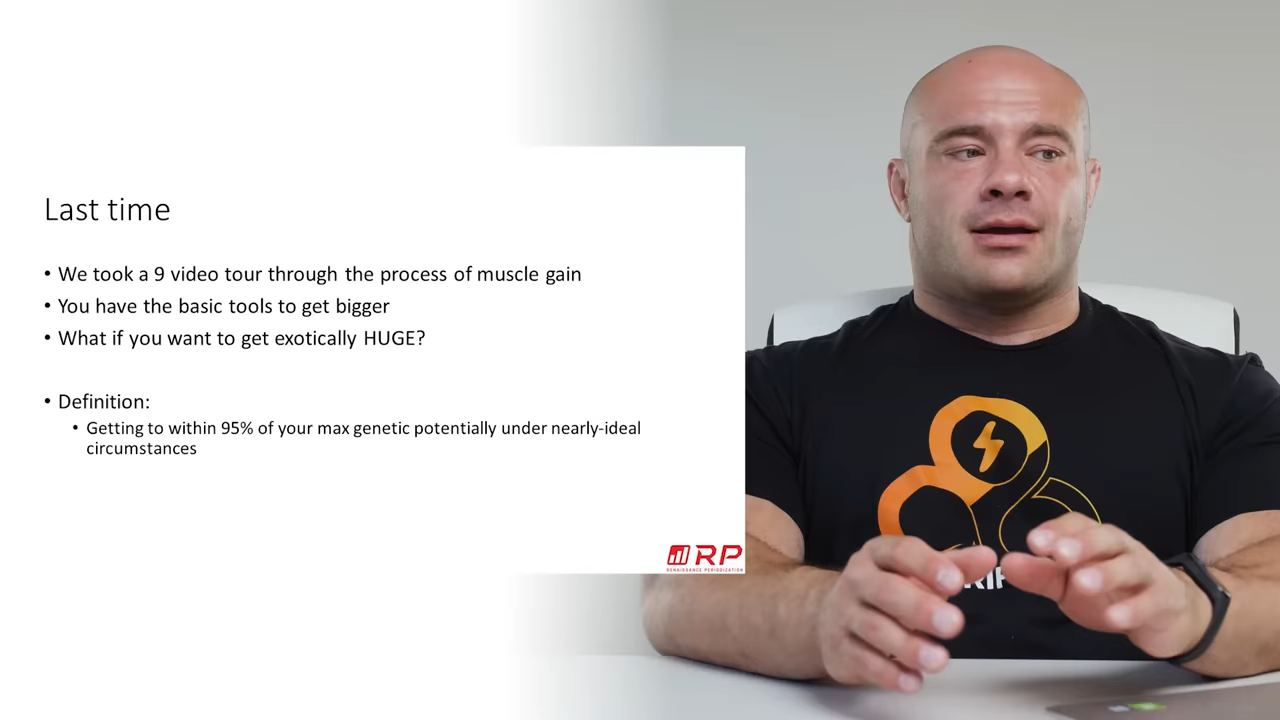 Last time
• We took a 9 video tour through the process of muscle gain
• You have the basic tools to get bigger
• What if you want to get exotically HUGE?
• Definition:
• Getting to within 95% of your max genetic potentially under nearly-ideal
circumstances
RP
RENAISSANCE PERIODIZATION